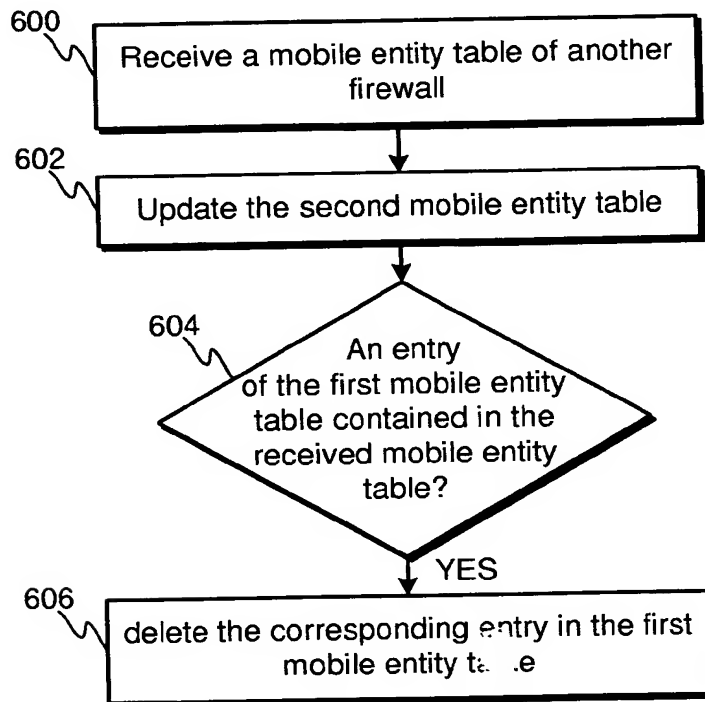 600
Receive a mobile entity table of another
firewall
602
Update the second mobile entity table
604
An entry
of the first mobile entity
table contained in the
received mobile entity
table?
YES
606
delete the corresponding entry in the first
mobile entity